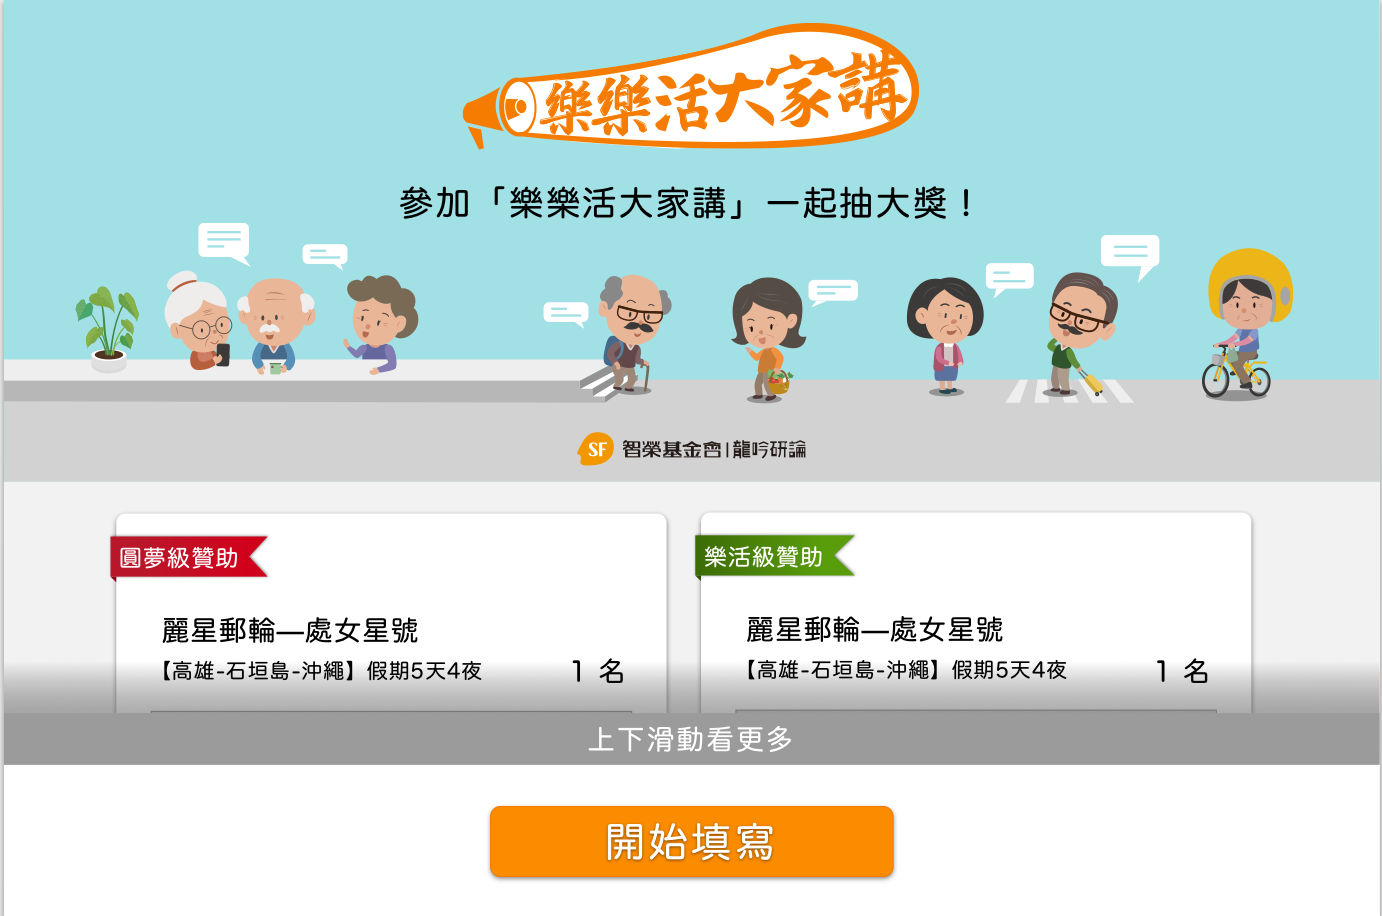 樂樂活大家講
參加「樂樂活大家講」一起抽大獎！
SF 智榮基金會|龍吟研論
圓夢級贊助
麗星郵輪—處女星號
【高雄-石垣島-沖繩】假期5天4夜 1 名
樂活級贊助
麗星郵輪—處女星號
【高雄-石垣島-沖繩】假期5天4夜 1 名
上下滑動看更多
開始填寫